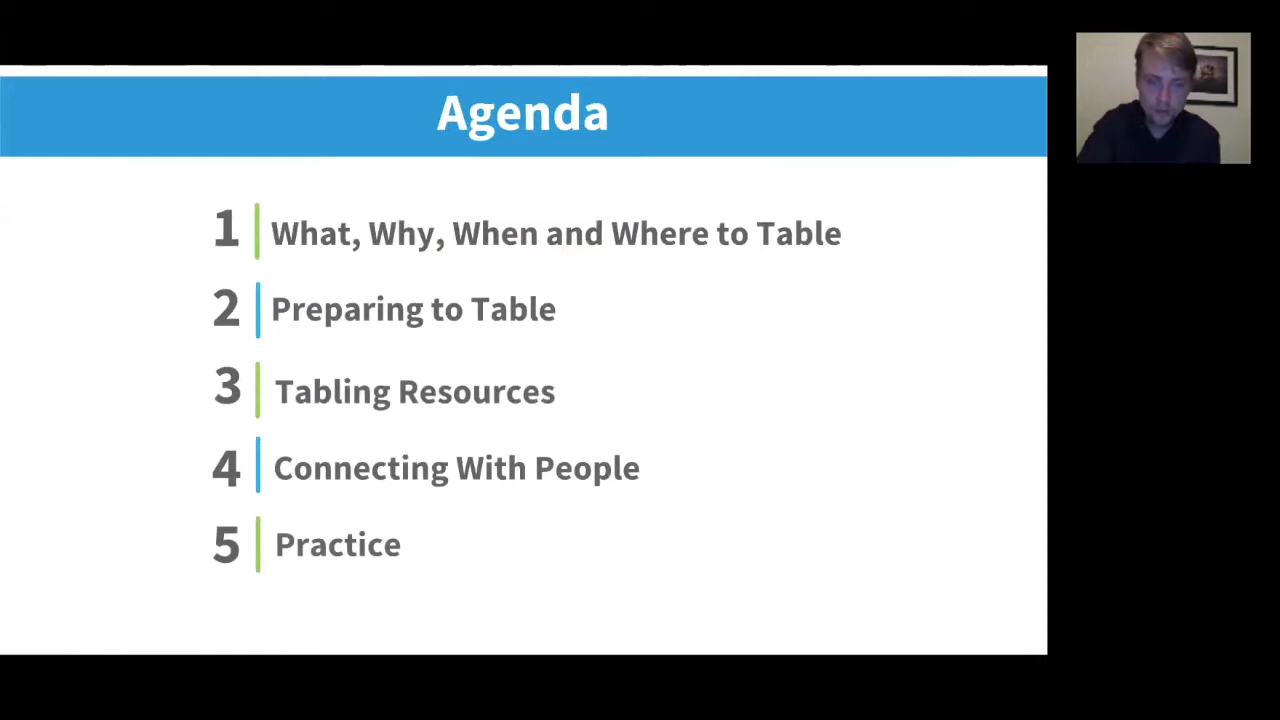 Agenda
1 What, Why, When and Where to Table
2 Preparing to Table
3 Tabling Resources
4 Connecting With People
5 Practice